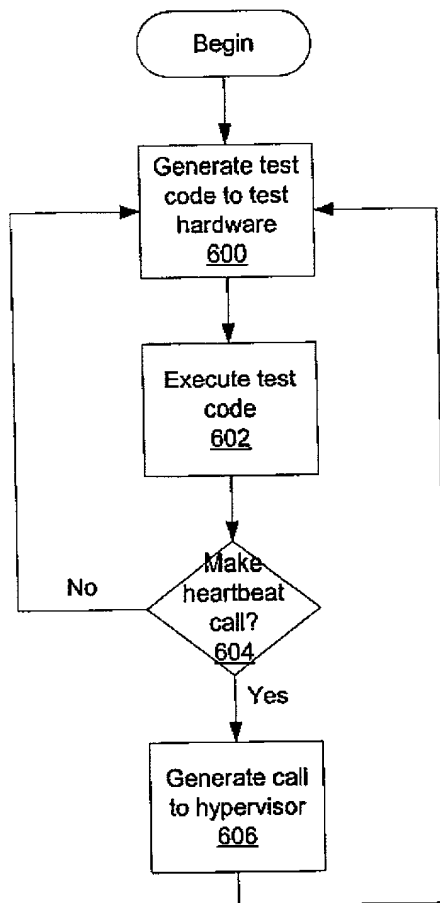 Begin
Generate test
code to test
hardware
600
Execute test
code
602
Make
heartbeat
call?
604
No
Yes
Generate call
to hypervisor
606